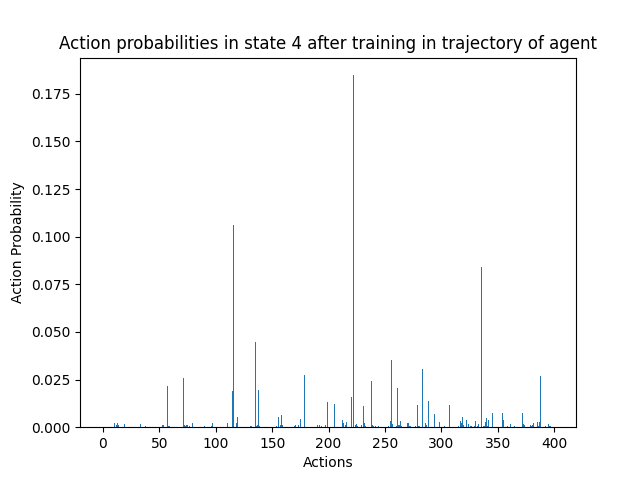 Action probabilities in state 4 after training in trajectory of agent
0.175
0.150
0.125
0.100
0.075
0.050
0.025
0.000
Action Probability
0 50 100 150 200 250 300 350 400
Actions